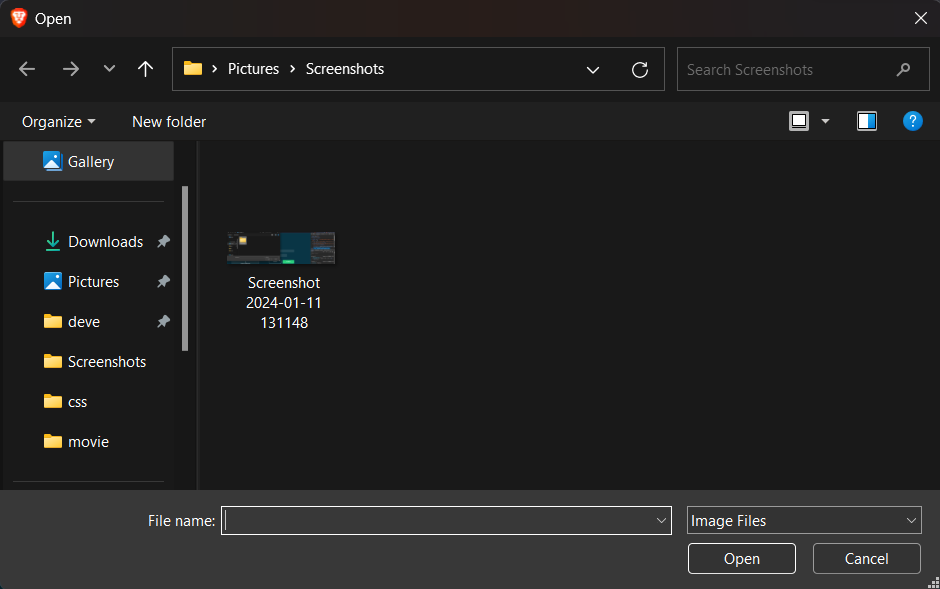 Open
Pictures
Screenshots
Search Screenshots
Organize
New folder
?
Gallery
Downloads
Pictures
deve
Screenshots
css
movie
Screenshot
2024-01-11
131148
File name:
Image Files
Open
Cancel